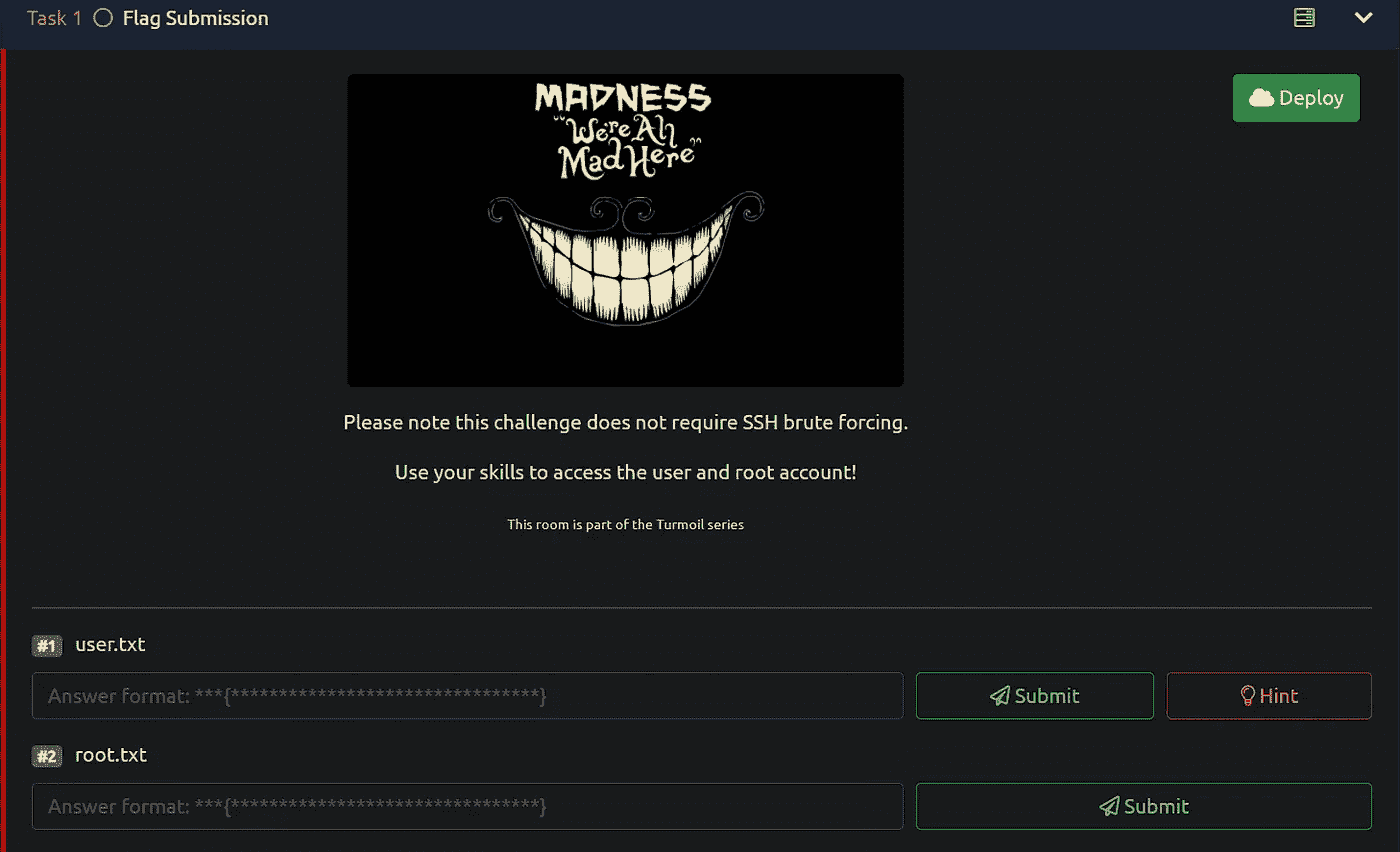 Task 1 Flag Submission
Deploy
MADNESS
"We're All
Mad Here"
Please note this challenge does not require SSH brute forcing.
Use your skills to access the user and root account!
This room is part of the Turmoil series
#1 user.txt
Answer format: ***{********************************}
Submit
Hint
#2 root.txt
Answer format: ***{********************************}
Submit